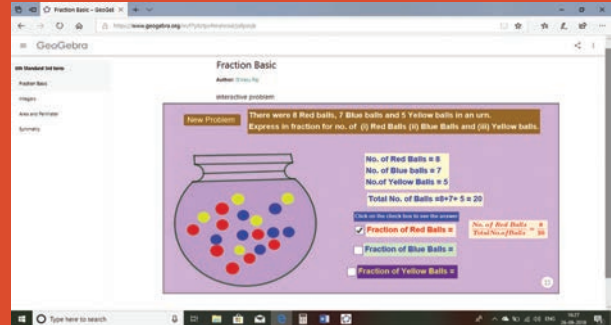 Fraction Basic - GeoGel
https://www.geogebra.org/
GeoGebra
6th Standard 3rd term
Fraction Basic
Integers
Area and Perimeter
Symmetry
Fraction Basic
Author:
interactive problem
New Problem
There were 8 Red balls, 7 Blue balls and 5 Yellow balls in an urn.
Express in fraction for no. of (i) Red Balls (ii) Blue Balls and (iii) Yellow balls.
No. of Red Balls = 8
No. of Blue balls = 7
No.of Yellow Balls = 5
Total No. of Balls =8+7+ 5 = 20
Click on the check box to see the answer
Fraction of Red Balls =
No. of Red Balls / TotalNo.ofBalls = 8 / 20
Fraction of Blue Balls =
Fraction of Yellow Balls =
Type here to search
ENG